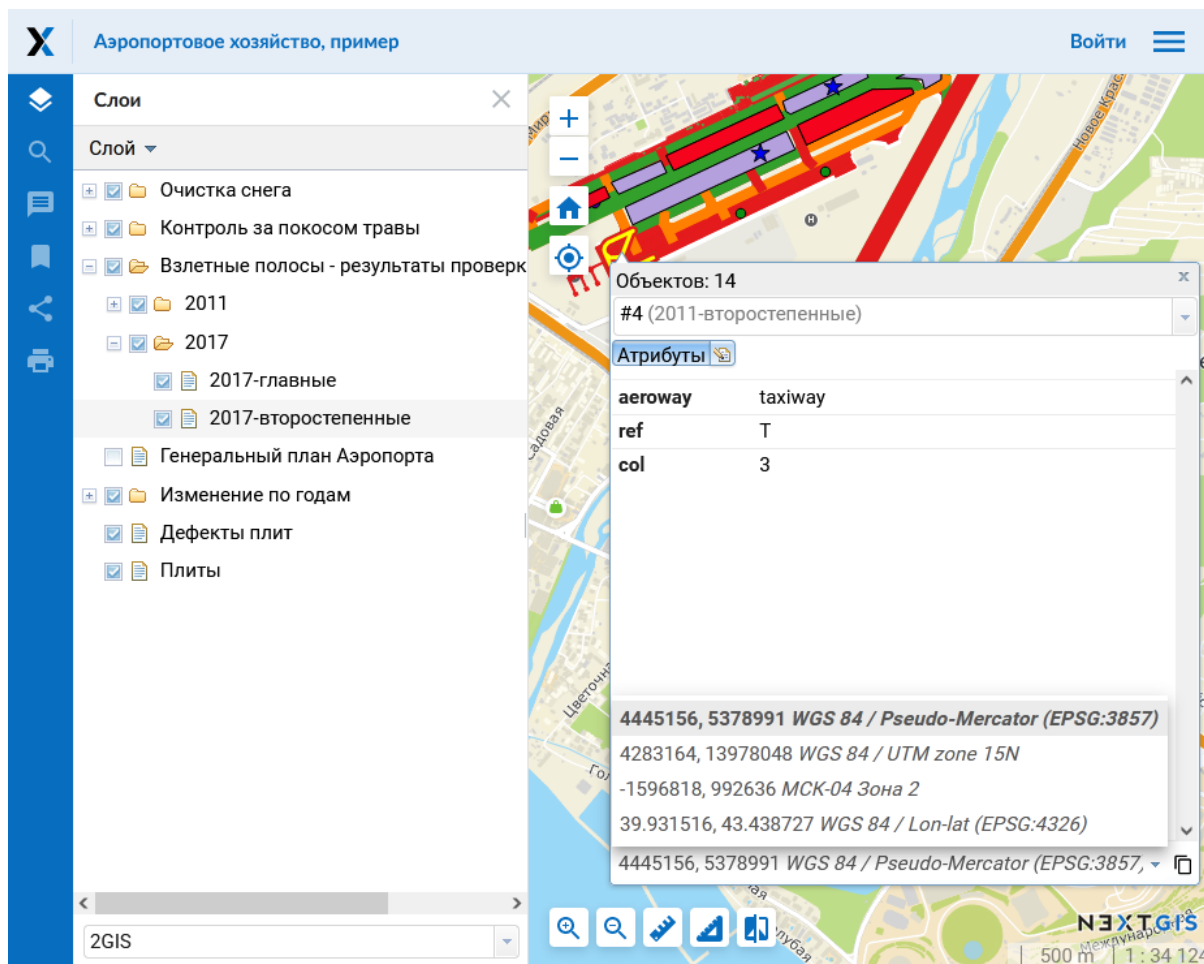 Аэропортовое хозяйство, пример
Войти
Слои
Слой
Очистка снега
Контроль за покосом травы
Взлетные полосы - результаты проверк
2011
2017
2017-главные
2017-второстепенные
Генеральный план Аэропорта
Изменение по годам
Дефекты плит
Плиты
2GIS
Новое Крас
H
Садовая
Цветочна
Объектов: 14
#4 (2011-второстепенные)
Атрибуты
aeroway taxiway
ref T
col 3
4445156, 5378991 WGS 84 / Pseudo-Mercator (EPSG:3857)
4283164, 13978048 WGS 84 / UTM zone 15N
-1596818, 992636 МСК-04 Зона 2
39.931516, 43.438727 WGS 84 / Lon-lat (EPSG:4326)
4445156, 5378991 WGS 84 / Pseudo-Mercator (EPSG:3857)
NEXTGIS
500 m 1 : 34 124